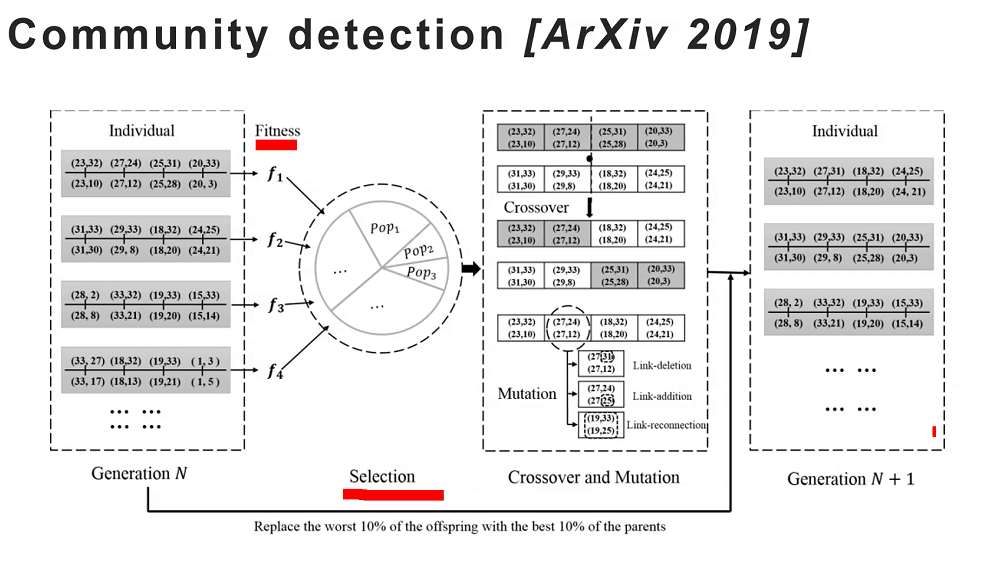 Community detection [ArXiv 2019]
Individual
(23,32) (27,24) (25,31) (20,33)
(23,10) (27,12) (25,28) (20, 3)
(31,33) (29,33) (18,32) (24,25)
(31,30) (29, 8) (18,20) (24,21)
(28, 2) (33,32) (19,33) (15,33)
(28, 8) (33,21) (19,20) (15,14)
(33, 27) (18,32) (19,33) ( 1, 3 )
(33, 17) (18,13) (19,21) ( 1, 5 )
... ...
... ...
Generation N
Fitness
f1
f2
f3
f4
Pop1
Pop2
Pop3
...
...
Selection
(23,32) (27,24) (25,31) (20,33)
(23,10) (27,12) (25,28) (20,3)
(31,33) (29,33) (18,32) (24,25)
(31,30) (29,8) (18,20) (24,21)
Crossover
(23,32) (27,24) (18,32) (24,25)
(23,10) (27,12) (18,20) (24,21)
(31,33) (29,33) (25,31) (20,33)
(31,30) (29,8) (25,28) (20,3)
(23,32) (27,24) (18,32) (24,25)
(23,10) (27,12) (18,20) (24,21)
Mutation
(27,31)
(27,12)
Link-deletion
(27,24)
(27,25)
Link-addition
(19,33)
(19,25)
Link-reconnection
Crossover and Mutation
Individual
(23,32) (27,31) (18,32) (24,25)
(23,10) (27,12) (18,20) (24, 21)
(31,33) (29,33) (25,31) (20,33)
(31,30) (29, 8) (25,28) (20,3)
(28, 2) (33,32) (19,33) (15,33)
(28, 8) (33,21) (19,20) (15,14)
... ...
... ...
Generation N + 1
Replace the worst 10% of the offspring with the best 10% of the parents